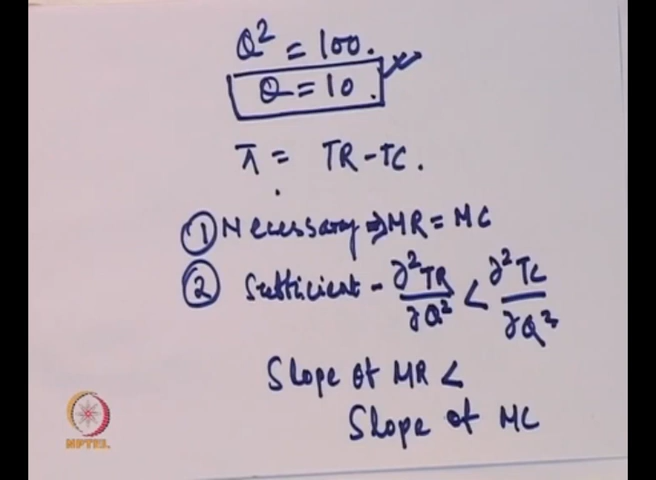 Q² = 100.
Q = 10.
π = TR - TC.
① Necessary ⇒ MR = MC
② Sufficient - ∂²TR/∂Q² < ∂²TC/∂Q²
Slope of MR <
Slope of MC
NPTEL